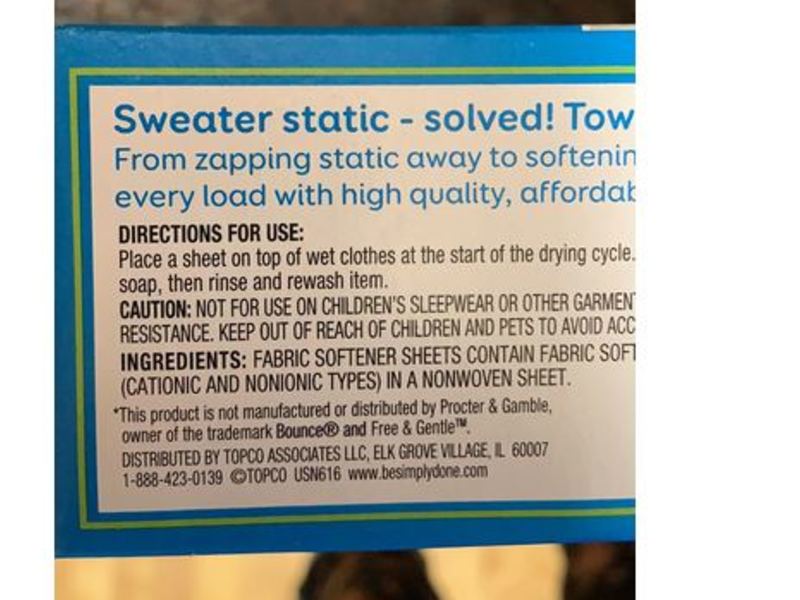 Sweater static - solved! Tow
From zapping static away to softenin
every load with high quality, affordab
DIRECTIONS FOR USE:
Place a sheet on top of wet clothes at the start of the drying cycle.
soap, then rinse and rewash item.
CAUTION: NOT FOR USE ON CHILDREN'S SLEEPWEAR OR OTHER GARMENT
RESISTANCE. KEEP OUT OF REACH OF CHILDREN AND PETS TO AVOID ACC
INGREDIENTS: FABRIC SOFTENER SHEETS CONTAIN FABRIC SOFT
(CATIONIC AND NONIONIC TYPES) IN A NONWOVEN SHEET.
*This product is not manufactured or distributed by Procter & Gamble,
owner of the trademark Bounce® and Free & Gentle™.
DISTRIBUTED BY TOPCO ASSOCIATES LLC, ELK GROVE VILLAGE, IL 60007
1-888-423-0139 ©TOPCO USN616 www.besimplydone.com